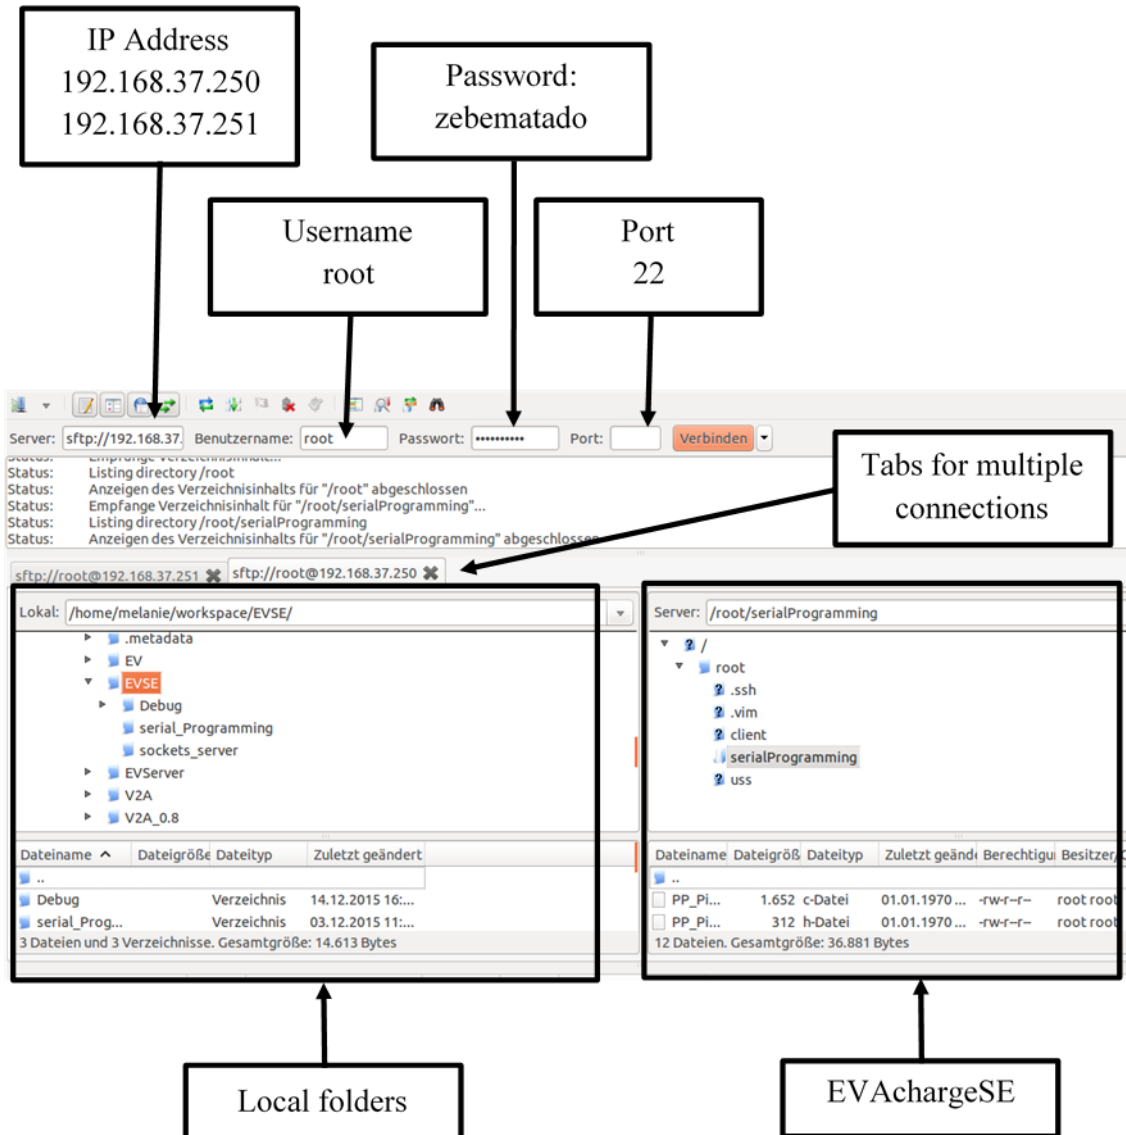 IP Address
192.168.37.250
192.168.37.251
Password:
zebematado
Username
root
Port
22
Server: sftp://192.168.37. Benutzername: root Passwort: •••••••••• Port: Verbinden
Status: Empfange Verzeichnisinhalt...
Status: Listing directory /root
Status: Anzeigen des Verzeichnisinhalts für "/root" abgeschlossen
Status: Empfange Verzeichnisinhalt für "/root/serialProgramming"...
Status: Listing directory /root/serialProgramming
Status: Anzeigen des Verzeichnisinhalts für "/root/serialProgramming" abgeschlossen
Tabs for multiple
connections
sftp://root@192.168.37.251 sftp://root@192.168.37.250
Lokal: /home/melanie/workspace/EVSE/
.metadata
EV
EVSE
Debug
serial_Programming
sockets_server
EVServer
V2A
V2A_0.8
Dateiname Dateigröße Dateityp Zuletzt geändert
..
Debug Verzeichnis 14.12.2015 16:...
serial_Prog... Verzeichnis 03.12.2015 11:...
3 Dateien und 3 Verzeichnisse. Gesamtgröße: 14.613 Bytes
Server: /root/serialProgramming
/
root
.ssh
.vim
client
serialProgramming
uss
Dateiname Dateigröß Dateityp Zuletzt geände Berechtigu Besitzer/
..
PP_Pi... 1.652 c-Datei 01.01.1970 ... -rw-r--r-- root root
PP_Pi... 312 h-Datei 01.01.1970 ... -rw-r--r-- root root
12 Dateien. Gesamtgröße: 36.881 Bytes
Local folders
EVAchargeSE